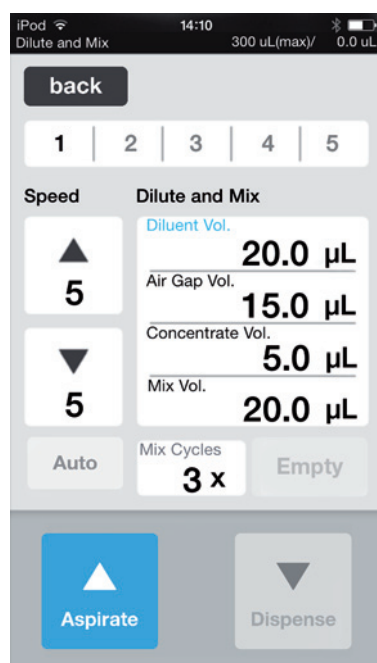 iPod 14:10
Dilute and Mix 300 uL(max)/ 0.0 uL
back
1 2 3 4 5
Speed Dilute and Mix
Diluent Vol.
20.0 µL
5
Air Gap Vol.
15.0 µL
Concentrate Vol.
5.0 µL
5
Mix Vol.
20.0 µL
Auto
Mix Cycles
3 x
Empty
Aspirate Dispense